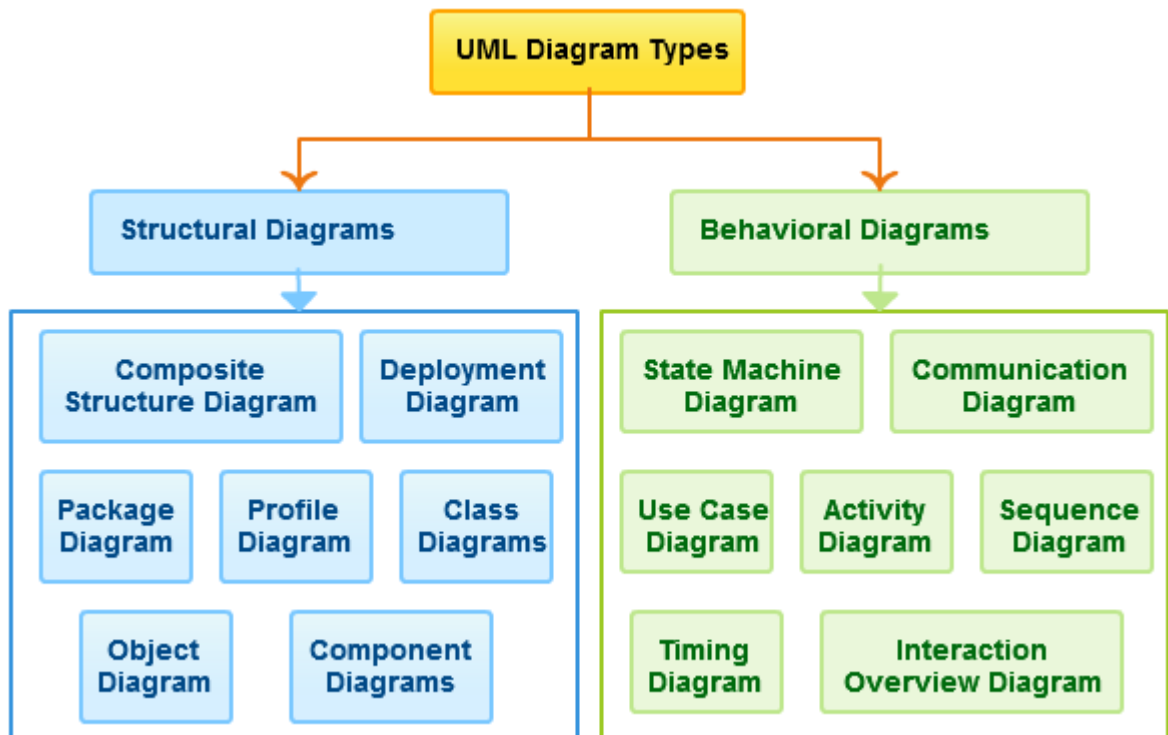 UML Diagram Types
Structural Diagrams
Behavioral Diagrams
Composite
Structure Diagram
Deployment
Diagram
Package
Diagram
Profile
Diagram
Class
Diagrams
Object
Diagram
Component
Diagrams
State Machine
Diagram
Communication
Diagram
Use Case
Diagram
Activity
Diagram
Sequence
Diagram
Timing
Diagram
Interaction
Overview Diagram